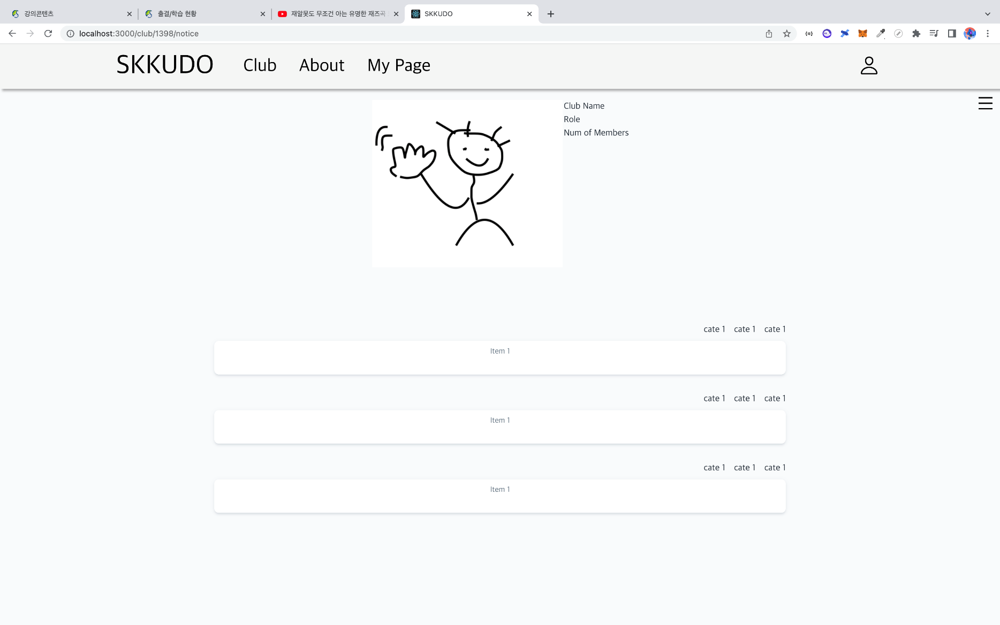 강의콘텐츠
출결/학습 현황
재알못도 무조건 아는 유명한 재즈곡
SKKUDO
localhost:3000/club/1398/notice
SKKUDO Club About My Page
Club Name
Role
Num of Members
cate 1 cate 1 cate 1
Item 1
cate 1 cate 1 cate 1
Item 1
cate 1 cate 1 cate 1
Item 1